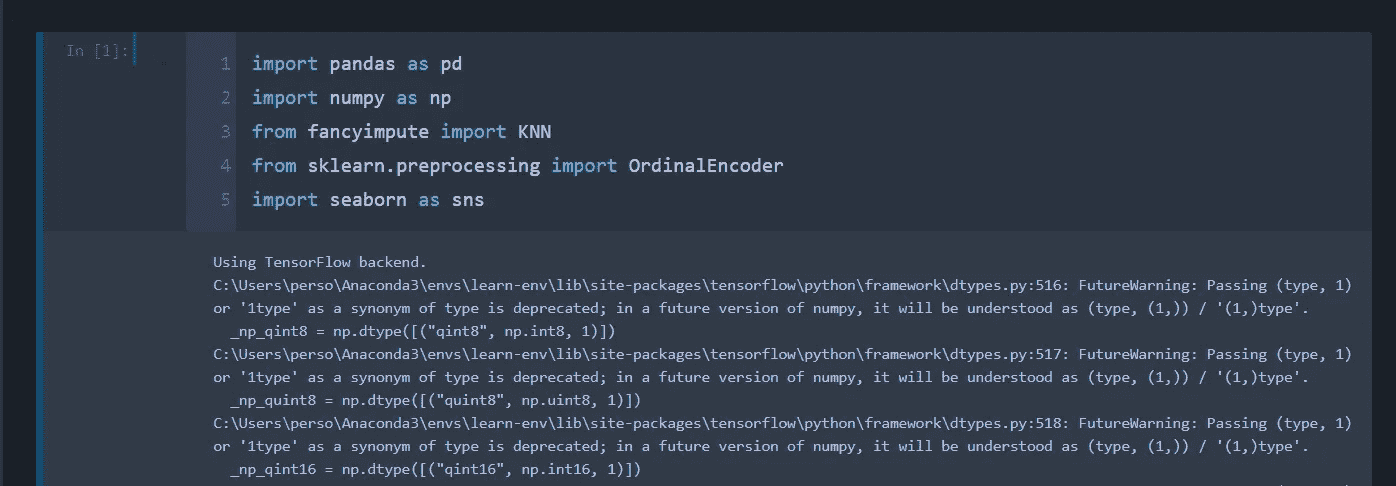 In [1]:
1 import pandas as pd
2 import numpy as np
3 from fancyimpute import KNN
4 from sklearn.preprocessing import OrdinalEncoder
5 import seaborn as sns
Using TensorFlow backend.
C:\Users\perso\Anaconda3\envs\learn-env\lib\site-packages\tensorflow\python\framework\dtypes.py:516: FutureWarning: Passing (type, 1)
or '1type' as a synonym of type is deprecated; in a future version of numpy, it will be understood as (type, (1,)) / '(1,)type'.
  _np_qint8 = np.dtype([("qint8", np.int8, 1)])
C:\Users\perso\Anaconda3\envs\learn-env\lib\site-packages\tensorflow\python\framework\dtypes.py:517: FutureWarning: Passing (type, 1)
or '1type' as a synonym of type is deprecated; in a future version of numpy, it will be understood as (type, (1,)) / '(1,)type'.
  _np_quint8 = np.dtype([("quint8", np.uint8, 1)])
C:\Users\perso\Anaconda3\envs\learn-env\lib\site-packages\tensorflow\python\framework\dtypes.py:518: FutureWarning: Passing (type, 1)
or '1type' as a synonym of type is deprecated; in a future version of numpy, it will be understood as (type, (1,)) / '(1,)type'.
  _np_qint16 = np.dtype([("qint16", np.int16, 1)])